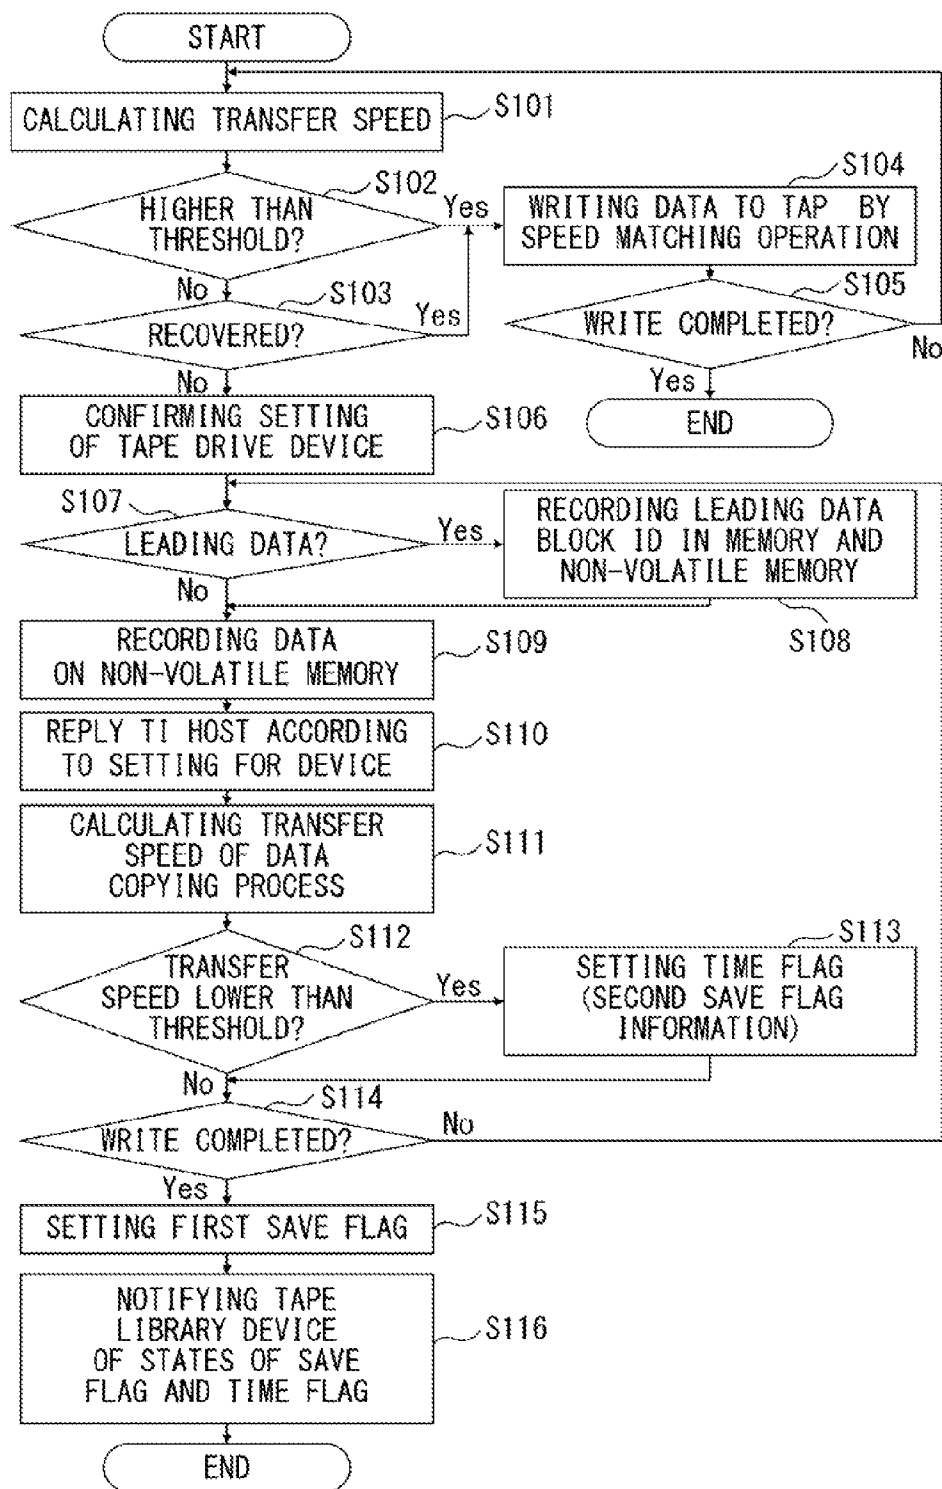 START
CALCULATING TRANSFER SPEED
S101
HIGHER THAN
THRESHOLD?
S102
Yes
No
WRITING DATA TO TAP BY
SPEED MATCHING OPERATION
S104
RECOVERED?
S103
Yes
No
WRITE COMPLETED?
S105
No
Yes
END
CONFIRMING SETTING
OF TAPE DRIVE DEVICE
S106
S107
LEADING DATA?
Yes
No
RECORDING LEADING DATA
BLOCK ID IN MEMORY AND
NON-VOLATILE MEMORY
S108
RECORDING DATA
ON NON-VOLATILE MEMORY
S109
REPLY TI HOST ACCORDING
TO SETTING FOR DEVICE
S110
CALCULATING TRANSFER
SPEED OF DATA
COPYING PROCESS
S111
S112
TRANSFER
SPEED LOWER THAN
THRESHOLD?
Yes
No
S113
SETTING TIME FLAG
(SECOND SAVE FLAG
INFORMATION)
S114
WRITE COMPLETED?
No
Yes
SETTING FIRST SAVE FLAG
S115
NOTIFYING TAPE
LIBRARY DEVICE
OF STATES OF SAVE
FLAG AND TIME FLAG
S116
END